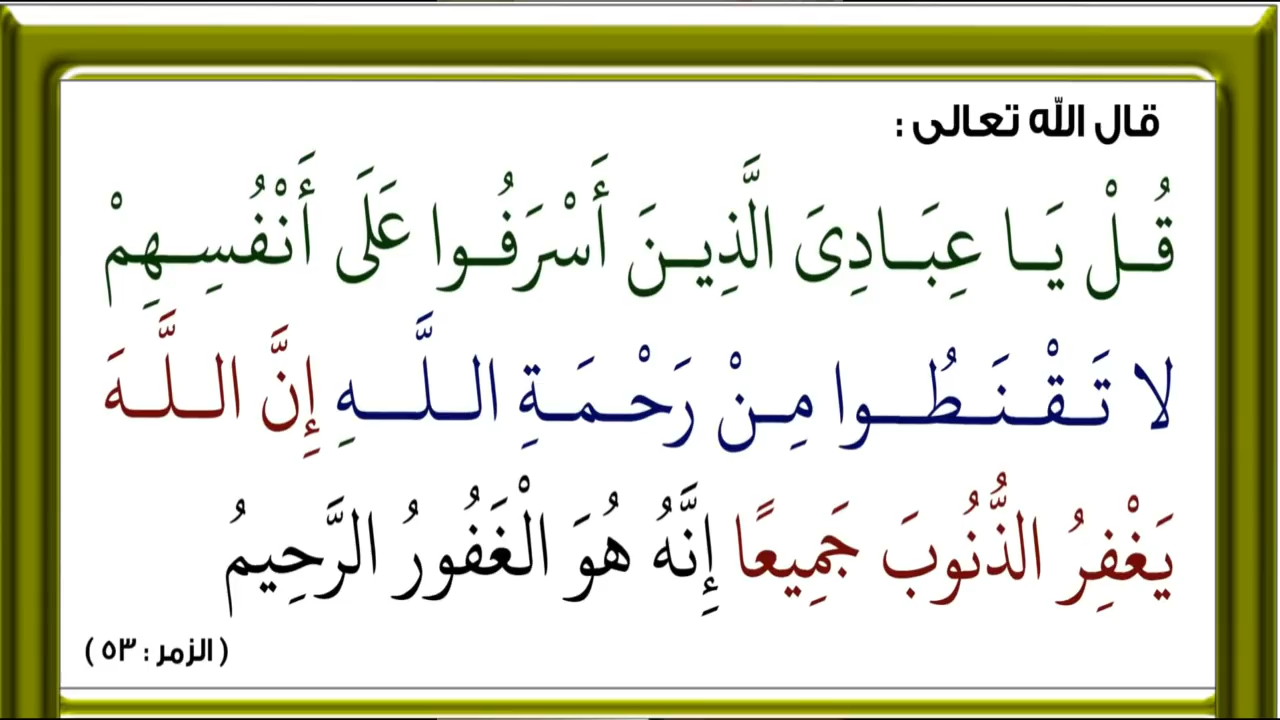 قال الله تعالى :
قُلْ يَا عِبَادِىَ الَّذِينَ أَسْرَفُوا عَلَى أَنْفُسِهِمْ
لا تَقْنَطُوا مِنْ رَحْمَةِ اللَّهِ إِنَّ اللَّهَ
يَغْفِرُ الذُّنُوبَ جَمِيعًا إِنَّهُ هُوَ الْغَفُورُ الرَّحِيمُ
( الزمر : ٥٣ )